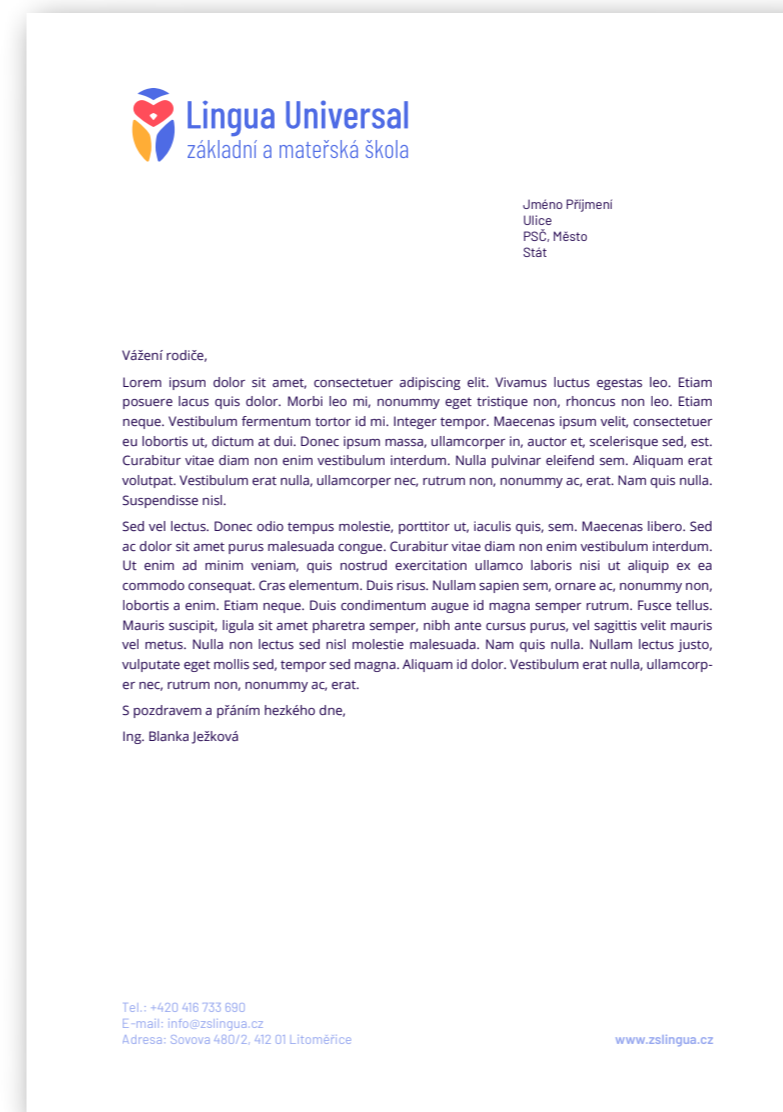 Lingua Universal
základní a mateřská škola
Jméno Příjmení
Ulice
PSČ, Město
Stát
Vážení rodiče,
Lorem ipsum dolor sit amet, consectetuer adipiscing elit. Vivamus luctus egestas leo. Etiam
posuere lacus quis dolor. Morbi leo mi, nonummy eget tristique non, rhoncus non leo. Etiam
neque. Vestibulum fermentum tortor id mi. Integer tempor. Maecenas ipsum velit, consectetuer
eu lobortis ut, dictum at dui. Donec ipsum massa, ullamcorper in, auctor et, scelerisque sed, est.
Curabitur vitae diam non enim vestibulum interdum. Nulla pulvinar eleifend sem. Aliquam erat
volutpat. Vestibulum erat nulla, ullamcorper nec, rutrum non, nonummy ac, erat. Nam quis nulla.
Suspendisse nisl.
Sed vel lectus. Donec odio tempus molestie, porttitor ut, iaculis quis, sem. Maecenas libero. Sed
ac dolor sit amet purus malesuada congue. Curabitur vitae diam non enim vestibulum interdum.
Ut enim ad minim veniam, quis nostrud exercitation ullamco laboris nisi ut aliquip ex ea
commodo consequat. Cras elementum. Duis risus. Nullam sapien sem, ornare ac, nonummy non,
lobortis a enim. Etiam neque. Duis condimentum augue id magna semper rutrum. Fusce tellus.
Mauris suscipit, ligula sit amet pharetra semper, nibh ante cursus purus, vel sagittis velit mauris
vel metus. Nulla non lectus sed nisl molestie malesuada. Nam quis nulla. Nullam lectus justo,
vulputate eget mollis sed, tempor sed magna. Aliquam id dolor. Vestibulum erat nulla, ullamcorp-
er nec, rutrum non, nonummy ac, erat.
S pozdravem a přáním hezkého dne,
Ing. Blanka Ježková
Tel.: +420 416 733 690
E-mail: info@zslingua.cz
Adresa: Sovova 480/2, 412 01 Litoměřice
www.zslingua.cz